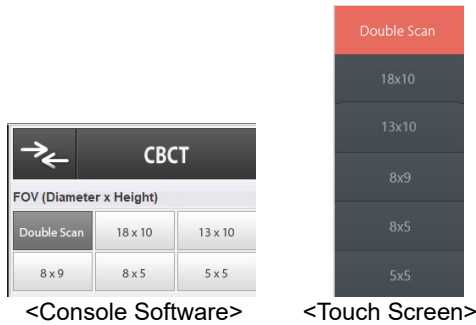 CBCT
FOV (Diameter x Height)
Double Scan 18 x 10 13 x 10
8 x 9 8 x 5 5 x 5
<Console Software>
Double Scan
18x10
13x10
8x9
8x5
5x5
<Touch Screen>